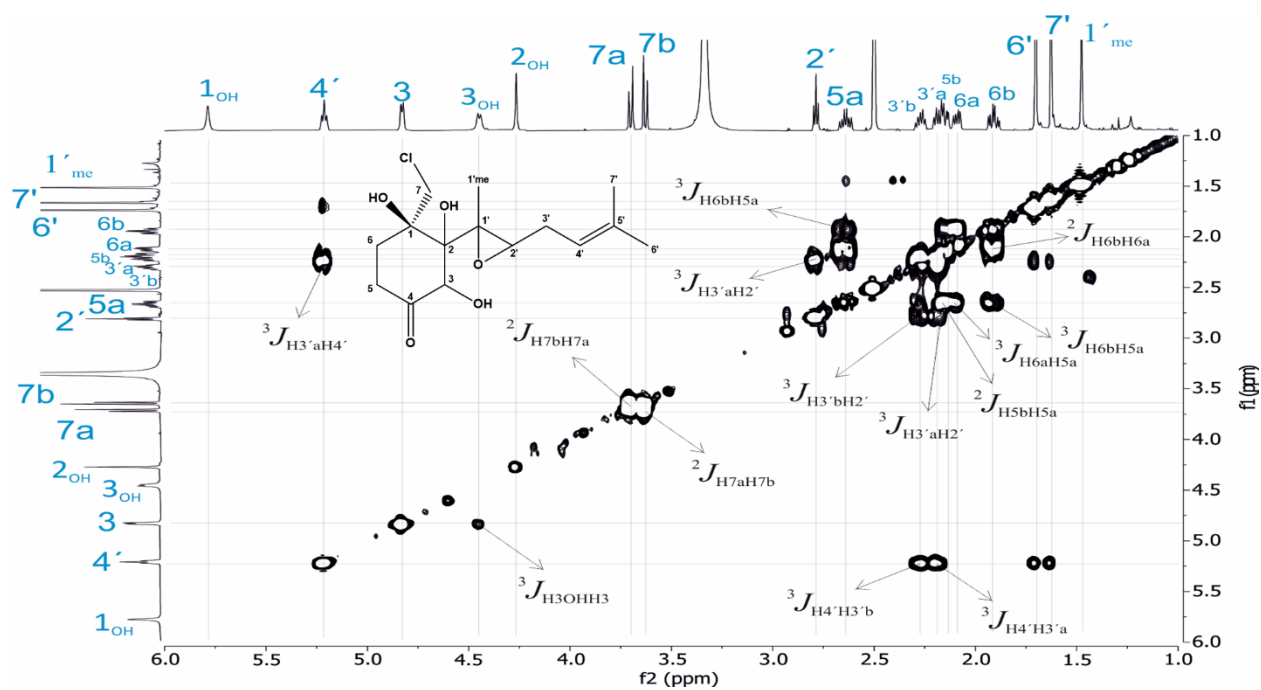 1OH 4´ 3 3OH 2OH 7a 7b 2´ 5a 3´b 3´a 5b 6a 6b 6' 7' 1´me
1´me
7'
6'
6b
6a
5b
3´a
3´b
5a
2´
7b
7a
2OH
3OH
3
4´
1OH
Cl
7
HO
OH
1
2
3
4
5
6
O
OH
1'me
1'
O
2'
3'
4'
5'
7'
6'
3JH3´aH4´
2JH7bH7a
2JH7aH7b
3JH3OHH3
3JH6bH5a
2JH6bH6a
3JH3´aH2´
3JH6bH5a
3JH6aH5a
3JH3´bH2´
2JH5bH5a
3JH3´aH2´
3JH4´H3´b
3JH4´H3´a
1.0
1.5
2.0
2.5
3.0
3.5
4.0
4.5
5.0
5.5
6.0
f1 (ppm)
6.0 5.5 5.0 4.5 4.0 3.5 3.0 2.5 2.0 1.5 1.0
f2 (ppm)